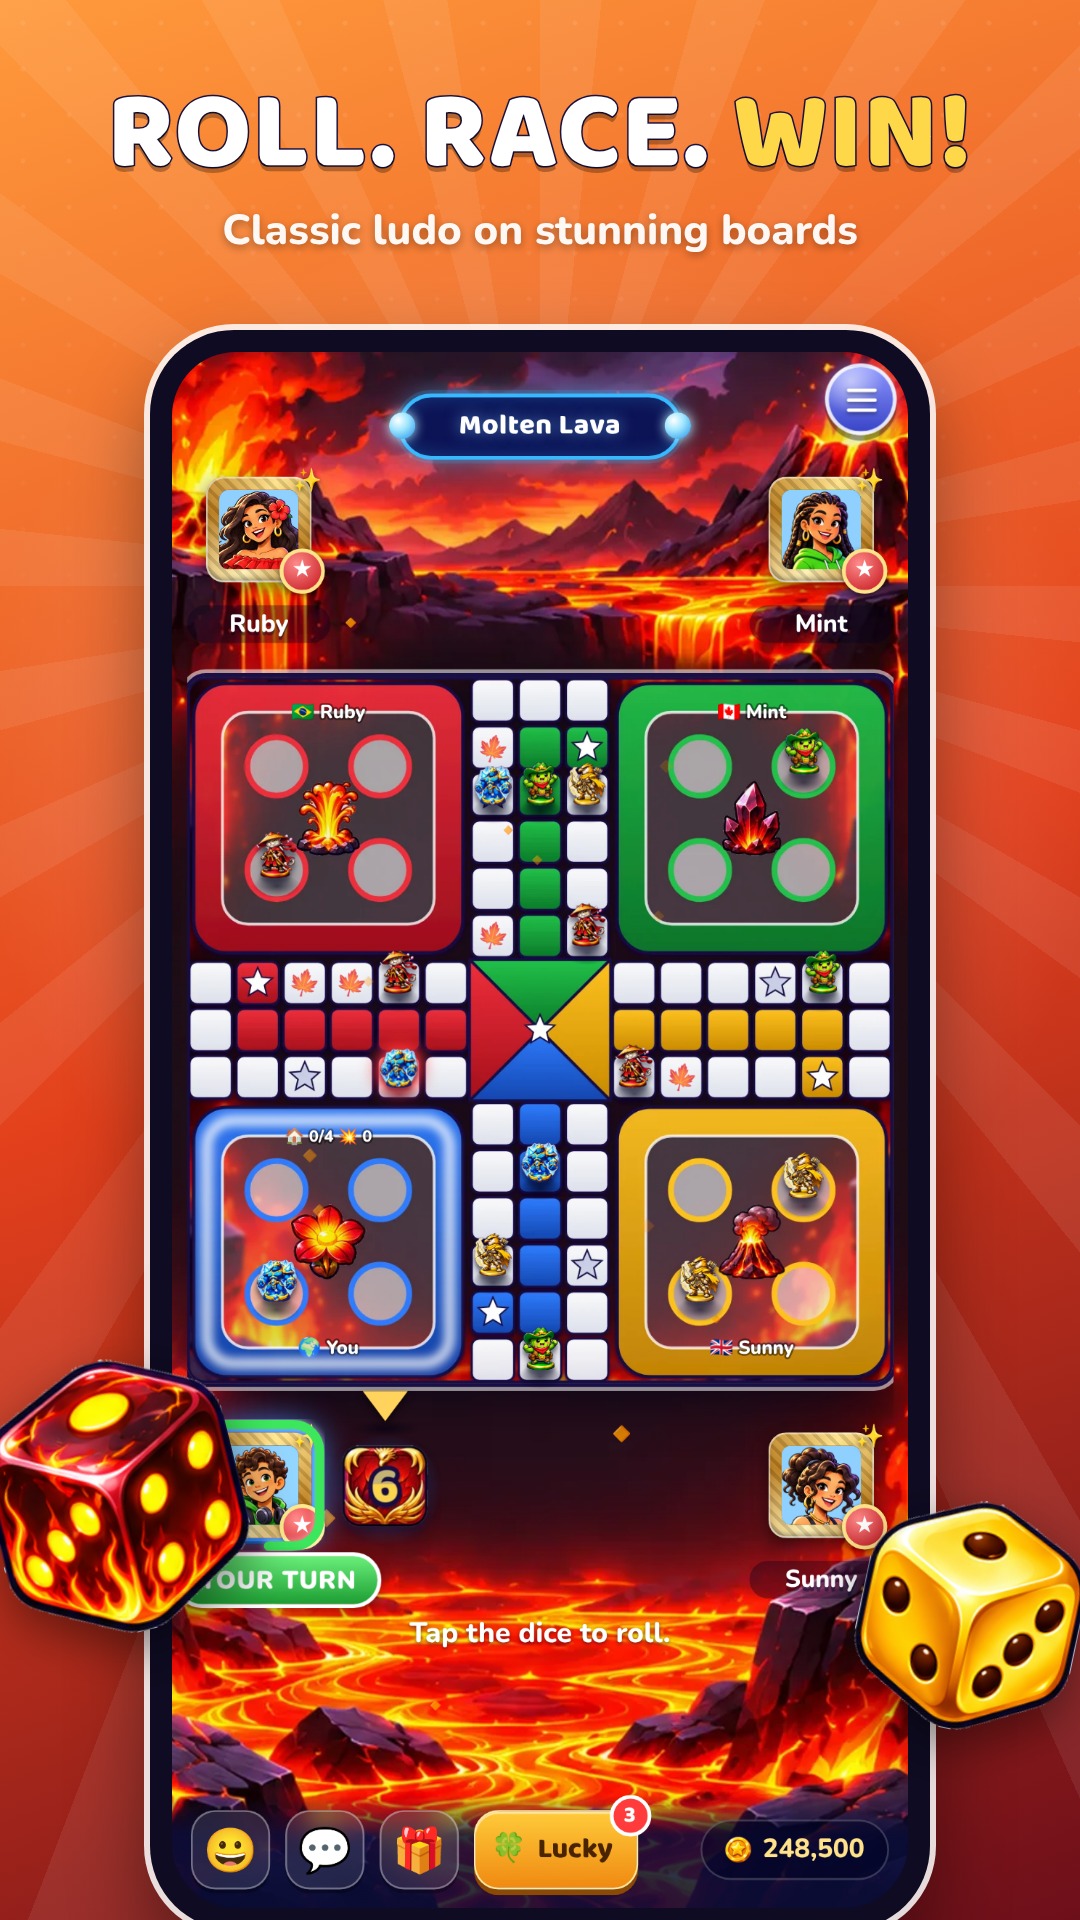 ROLL. RACE. WIN!
Classic ludo on stunning boards
Molten Lava
Ruby
Mint
Ruby
Mint
0/4 0
You
Sunny
6
YOUR TURN
Sunny
Tap the dice to roll.
3
Lucky
248,500